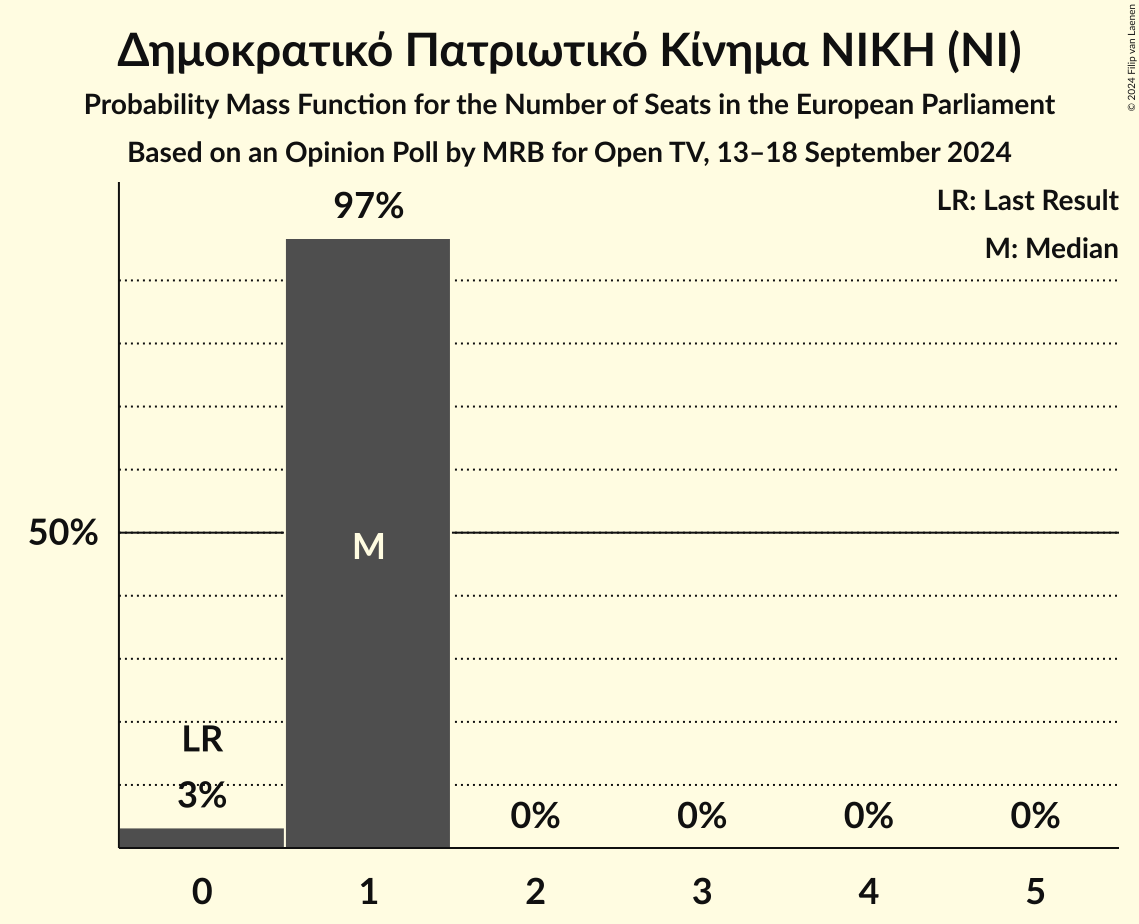 Δημοκρατικό Πατριωτικό Κίνημα ΝΙΚΗ (NI)
Probability Mass Function for the Number of Seats in the European Parliament
Based on an Opinion Poll by MRB for Open TV, 13–18 September 2024
© 2024 Filip van Laenen
LR: Last Result
M: Median
97%
50%
M
LR
3%
0%
0%
0%
0%
0
1
2
3
4
5